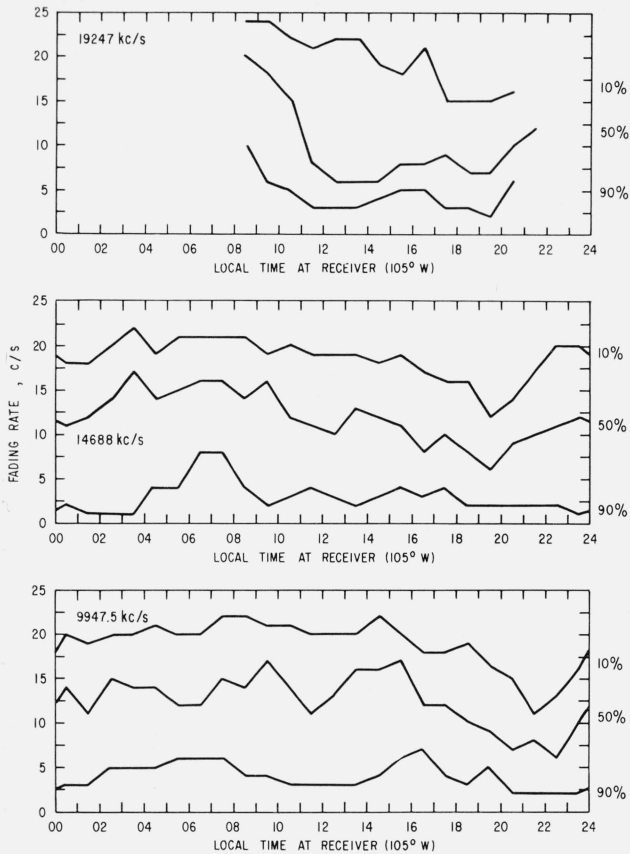 25
20
15
10
5
0
19247 kc/s
10%
50%
90%
00 02 04 06 08 10 12 14 16 18 20 22 24
LOCAL TIME AT RECEIVER (105° W)
FADING RATE , c/s
25
20
15
10
5
0
14688 kc/s
10%
50%
90%
00 02 04 06 08 10 12 14 16 18 20 22 24
LOCAL TIME AT RECEIVER (105° W)
25
20
15
10
5
0
9947.5 kc/s
10%
50%
90%
00 02 04 06 08 10 12 14 16 18 20 22 24
LOCAL TIME AT RECEIVER (105° W)